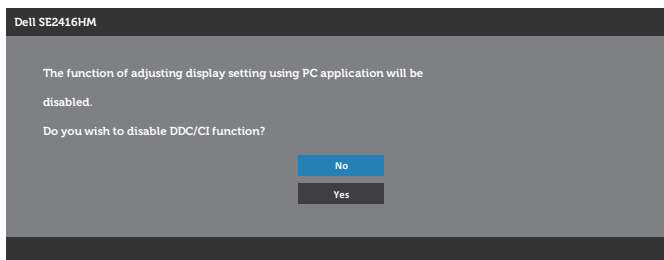 Dell SE2416HM
The function of adjusting display setting using PC application will be
disabled.
Do you wish to disable DDC/CI function?
No
Yes